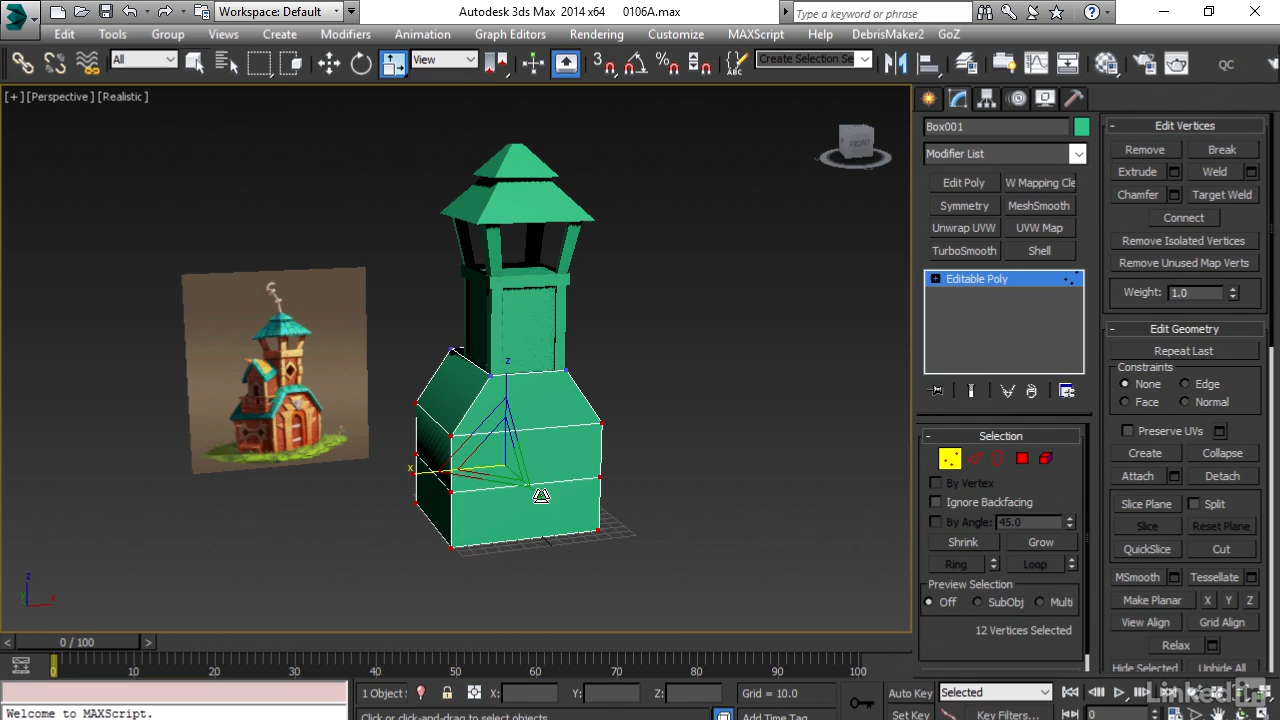 Workspace: Default
Autodesk 3ds Max 2014 x64 0106A.max
Type a keyword or phrase
Edit Tools Group Views Create Modifiers Animation Graph Editors Rendering Customize MAXScript Help DebrisMaker2 GoZ
All
View
Create Selection Se
QC
[+] [Perspective] [Realistic]
FRONT
z
x
z
x
Box001
Modifier List
Edit Poly W Mapping Cle
Symmetry MeshSmooth
Unwrap UVW UVW Map
TurboSmooth Shell
Editable Poly
- Selection
By Vertex
Ignore Backfacing
By Angle: 45.0
Shrink Grow
Ring Loop
Preview Selection
Off SubObj Multi
12 Vertices Selected
- Edit Vertices
Remove Break
Extrude Weld
Chamfer Target Weld
Connect
Remove Isolated Vertices
Remove Unused Map Verts
Weight: 1.0
- Edit Geometry
Repeat Last
Constraints
None Edge
Face Normal
Preserve UVs
Create Collapse
Attach Detach
Slice Plane Split
Slice Reset Plane
QuickSlice Cut
MSmooth Tessellate
Make Planar X Y Z
View Align Grid Align
Relax
Hide Selected Unhide All
< 0 / 100 >
0 10 20 30 40 50 60 70 80 90 100
1 Object: X: Y: Z: Grid = 10.0
Auto Key Selected
Welcome to MAXScript.
Click or click-and-drag to select objects
Add Time Tag
Set Key Key Filters... 0
Linked in